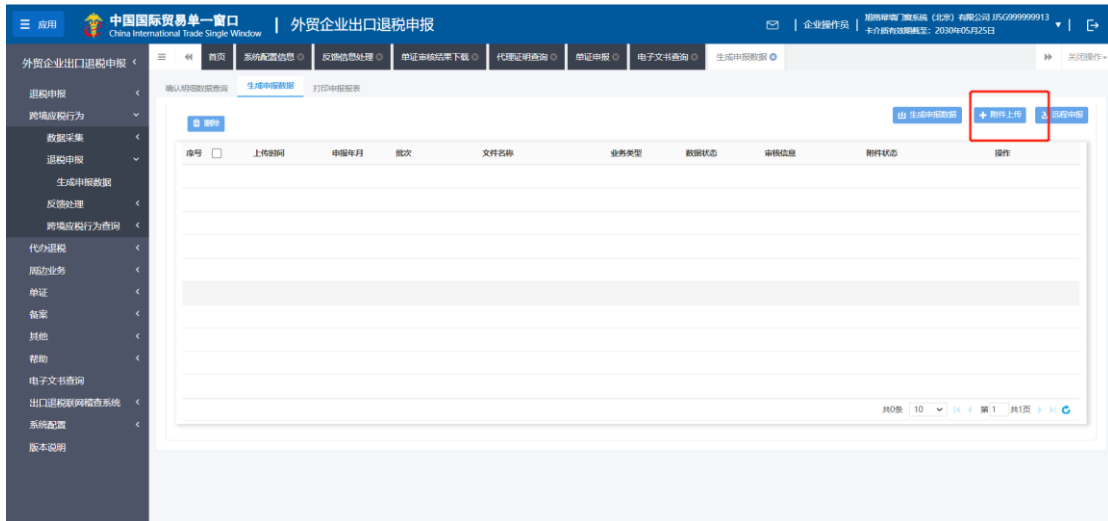 应用 中国国际贸易单一窗口 外贸企业出口退税申报 企业操作员
China International Trade Single Window
卡介质有效期截至：2030年05月25日
外贸企业出口退税申报
首页 系统配置信息 反馈信息处理 单证审核结果下载 代理证明查询 单证申报 电子文书查询 生成申报数据 关闭操作
确认明细数据查询 生成申报数据 打印申报报表
退税申报
跨境应税行为
数据采集
退税申报
生成申报数据
反馈处理
跨境应税行为查询
代办退税
周边业务
单证
备案
其他
帮助
电子文书查询
出口退税联网稽查系统
系统配置
版本说明
删除 生成申报数据 附件上传 远程申报
序号 上传时间 申报年月 批次 文件名称 业务类型 数据状态 审核信息 附件状态 操作
共0条 10 第 1 共1页